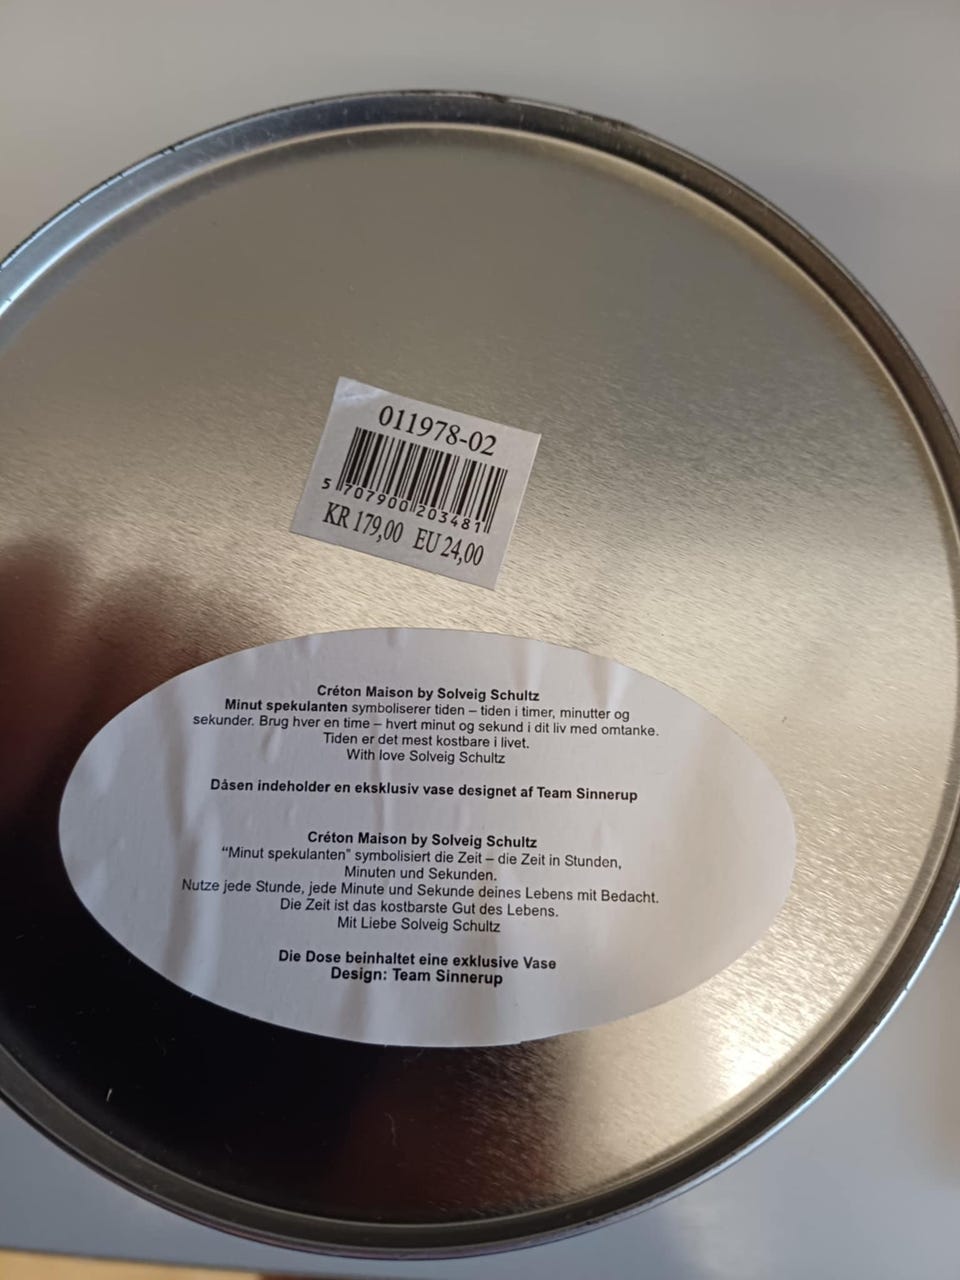 011978-02
5 707900 203481
KR 179,00 EU 24,00
Créton Maison by Solveig Schultz
Minut spekulanten symboliserer tiden – tiden i timer, minutter og
sekunder. Brug hver en time – hvert minut og sekund i dit liv med omtanke.
Tiden er det mest kostbare i livet.
With love Solveig Schultz
Dåsen indeholder en eksklusiv vase designet af Team Sinnerup
Créton Maison by Solveig Schultz
“Minut spekulanten” symbolisiert die Zeit – die Zeit in Stunden,
Minuten und Sekunden.
Nutze jede Stunde, jede Minute und Sekunde deines Lebens mit Bedacht.
Die Zeit ist das kostbarste Gut des Lebens.
Mit Liebe Solveig Schultz
Die Dose beinhaltet eine exklusive Vase
Design: Team Sinnerup